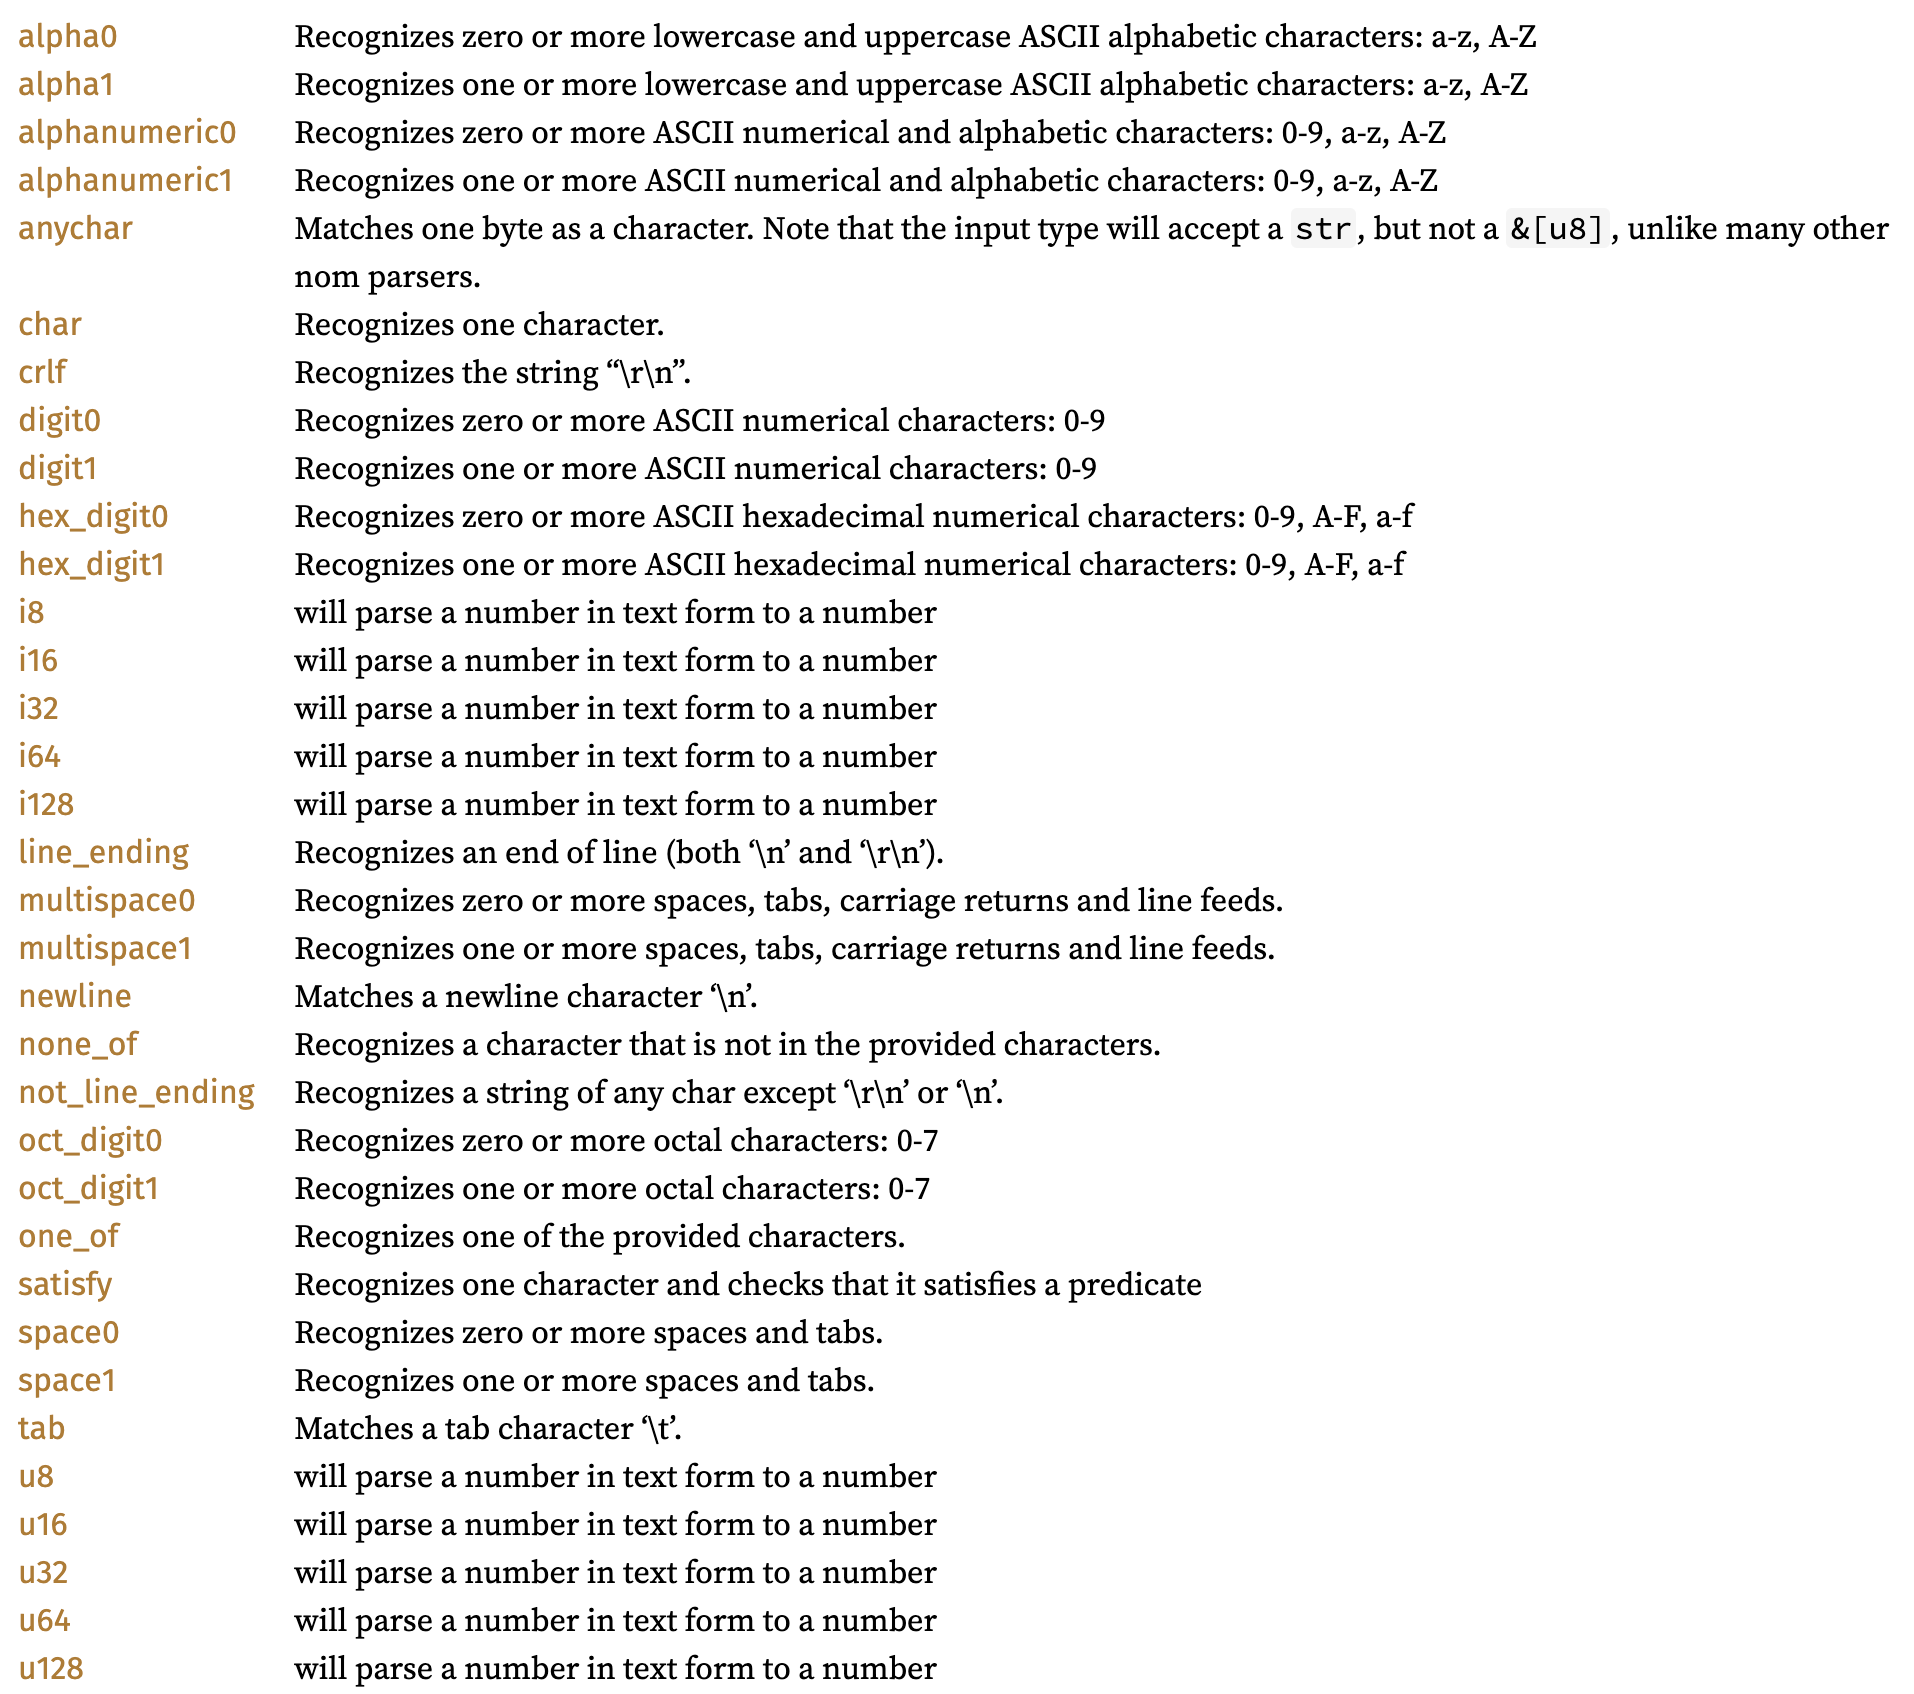 alpha0 Recognizes zero or more lowercase and uppercase ASCII alphabetic characters: a-z, A-Z
alpha1 Recognizes one or more lowercase and uppercase ASCII alphabetic characters: a-z, A-Z
alphanumeric0 Recognizes zero or more ASCII numerical and alphabetic characters: 0-9, a-z, A-Z
alphanumeric1 Recognizes one or more ASCII numerical and alphabetic characters: 0-9, a-z, A-Z
anychar Matches one byte as a character. Note that the input type will accept a str, but not a &[u8], unlike many other
nom parsers.
char Recognizes one character.
crlf Recognizes the string “\r\n”.
digit0 Recognizes zero or more ASCII numerical characters: 0-9
digit1 Recognizes one or more ASCII numerical characters: 0-9
hex_digit0 Recognizes zero or more ASCII hexadecimal numerical characters: 0-9, A-F, a-f
hex_digit1 Recognizes one or more ASCII hexadecimal numerical characters: 0-9, A-F, a-f
i8 will parse a number in text form to a number
i16 will parse a number in text form to a number
i32 will parse a number in text form to a number
i64 will parse a number in text form to a number
i128 will parse a number in text form to a number
line_ending Recognizes an end of line (both ‘\n’ and ‘\r\n’).
multispace0 Recognizes zero or more spaces, tabs, carriage returns and line feeds.
multispace1 Recognizes one or more spaces, tabs, carriage returns and line feeds.
newline Matches a newline character ‘\n’.
none_of Recognizes a character that is not in the provided characters.
not_line_ending Recognizes a string of any char except ‘\r\n’ or ‘\n’.
oct_digit0 Recognizes zero or more octal characters: 0-7
oct_digit1 Recognizes one or more octal characters: 0-7
one_of Recognizes one of the provided characters.
satisfy Recognizes one character and checks that it satisfies a predicate
space0 Recognizes zero or more spaces and tabs.
space1 Recognizes one or more spaces and tabs.
tab Matches a tab character ‘\t’.
u8 will parse a number in text form to a number
u16 will parse a number in text form to a number
u32 will parse a number in text form to a number
u64 will parse a number in text form to a number
u128 will parse a number in text form to a number